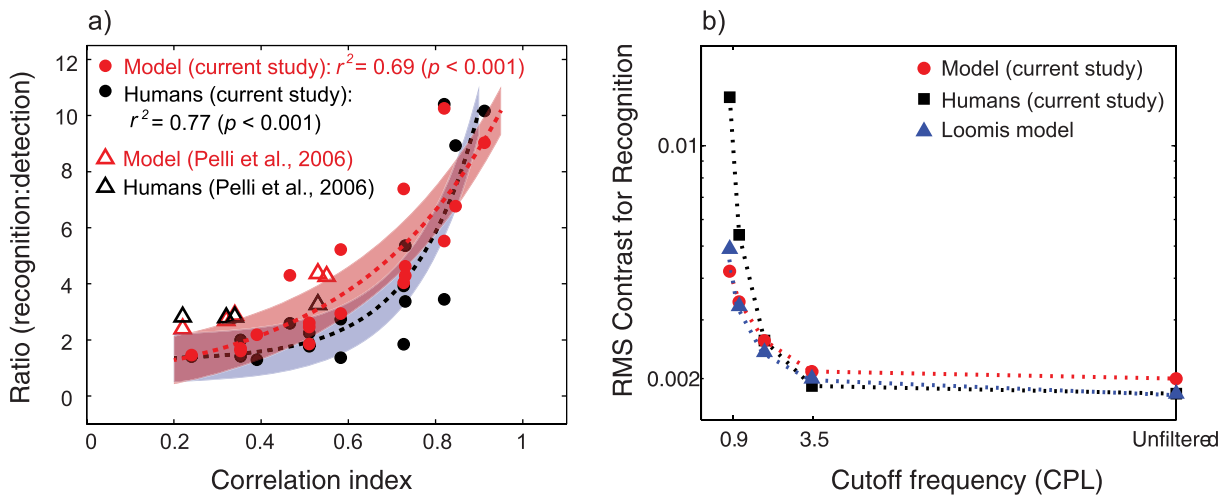 a)
Ratio (recognition:detection)
12
10
8
6
4
2
0
Model (current study): r² = 0.69 (p < 0.001)
Humans (current study):
r² = 0.77 (p < 0.001)
Model (Pelli et al., 2006)
Humans (Pelli et al., 2006)
0 0.2 0.4 0.6 0.8 1
Correlation index
b)
RMS Contrast for Recognition
0.01
0.002
Model (current study)
Humans (current study)
Loomis model
0.9 3.5 Unfiltered
Cutoff frequency (CPL)